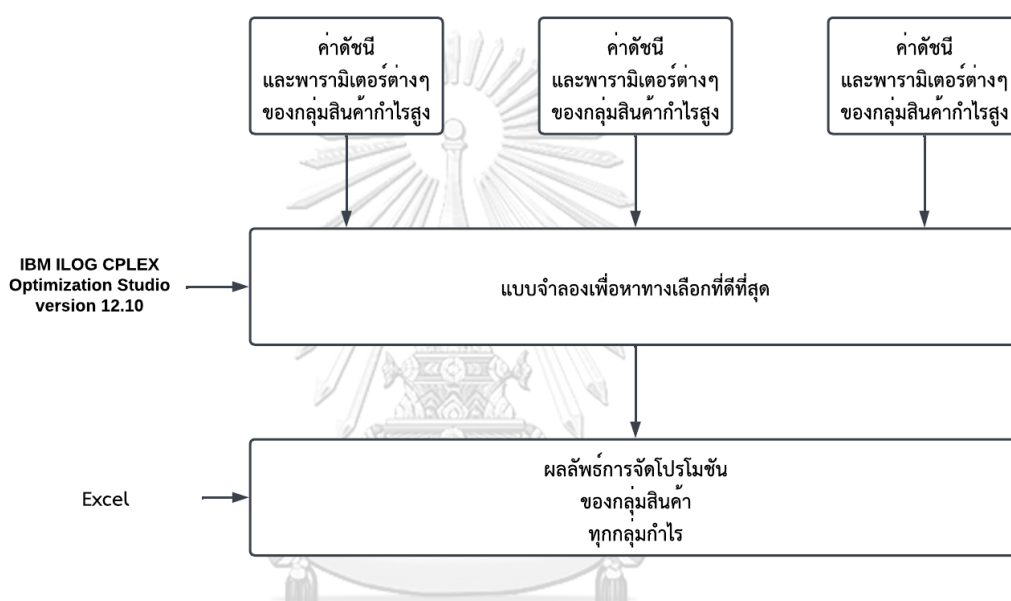 ค่าดัชนี
และพารามิเตอร์ต่างๆ
ของกลุ่มสินค้ากำไรสูง
ค่าดัชนี
และพารามิเตอร์ต่างๆ
ของกลุ่มสินค้ากำไรสูง
ค่าดัชนี
และพารามิเตอร์ต่างๆ
ของกลุ่มสินค้ากำไรสูง
IBM ILOG CPLEX
Optimization Studio
version 12.10
แบบจำลองเพื่อหาทางเลือกที่ดีที่สุด
Excel
ผลลัพธ์การจัดโปรโมชัน
ของกลุ่มสินค้า
ทุกกลุ่มกำไร